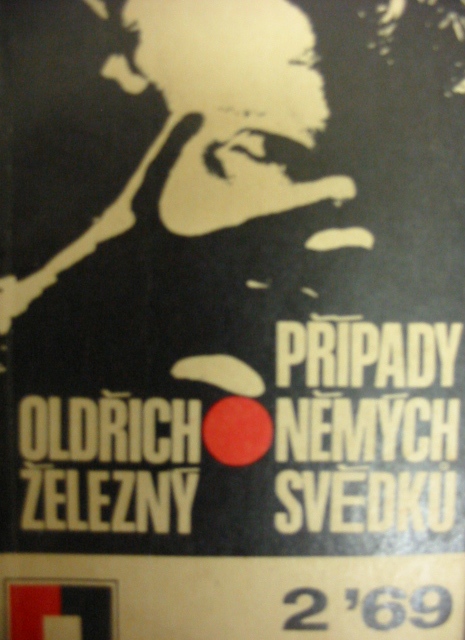 PŘÍPADY
OLDŘICH NĚMÝCH
ŽELEZNÝ SVĚDKŮ
2 '69